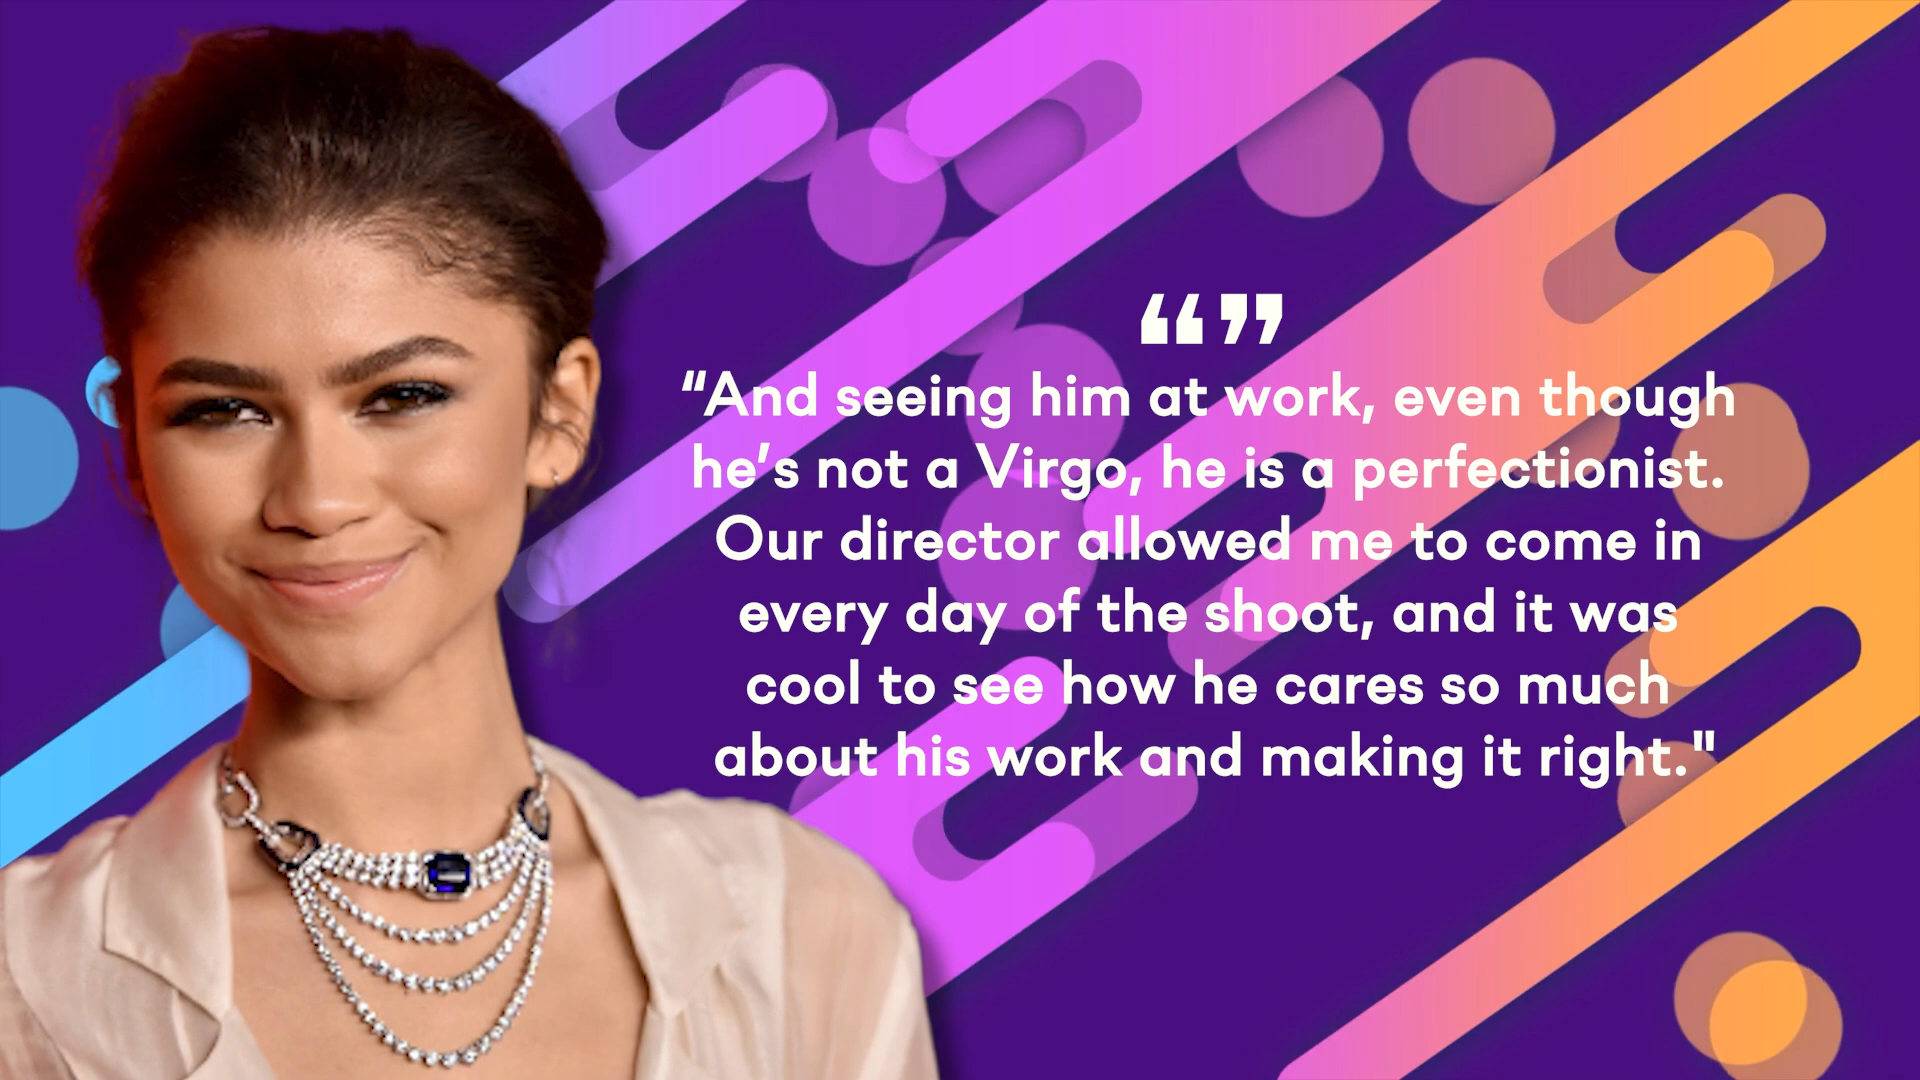 “”
“And seeing him at work, even though
he’s not a Virgo, he is a perfectionist.
Our director allowed me to come in
every day of the shoot, and it was
cool to see how he cares so much
about his work and making it right."